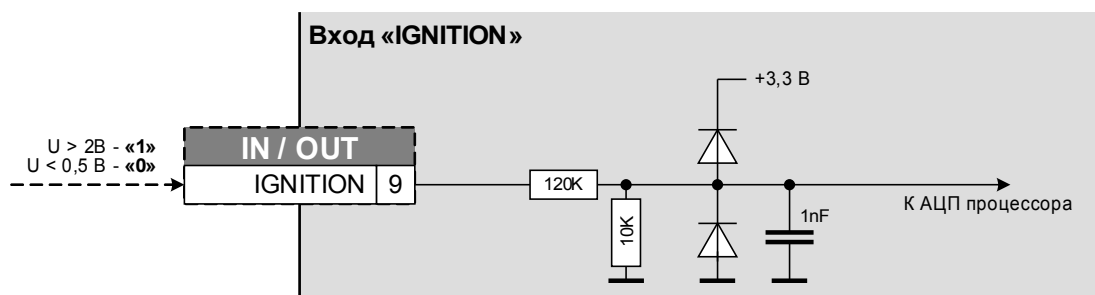 Вход «IGNITION»
+3,3 В
U > 2В - «1»
U < 0,5 В - «0»
IN / OUT
IGNITION 9
120K
10K
1nF
К АЦП процессора